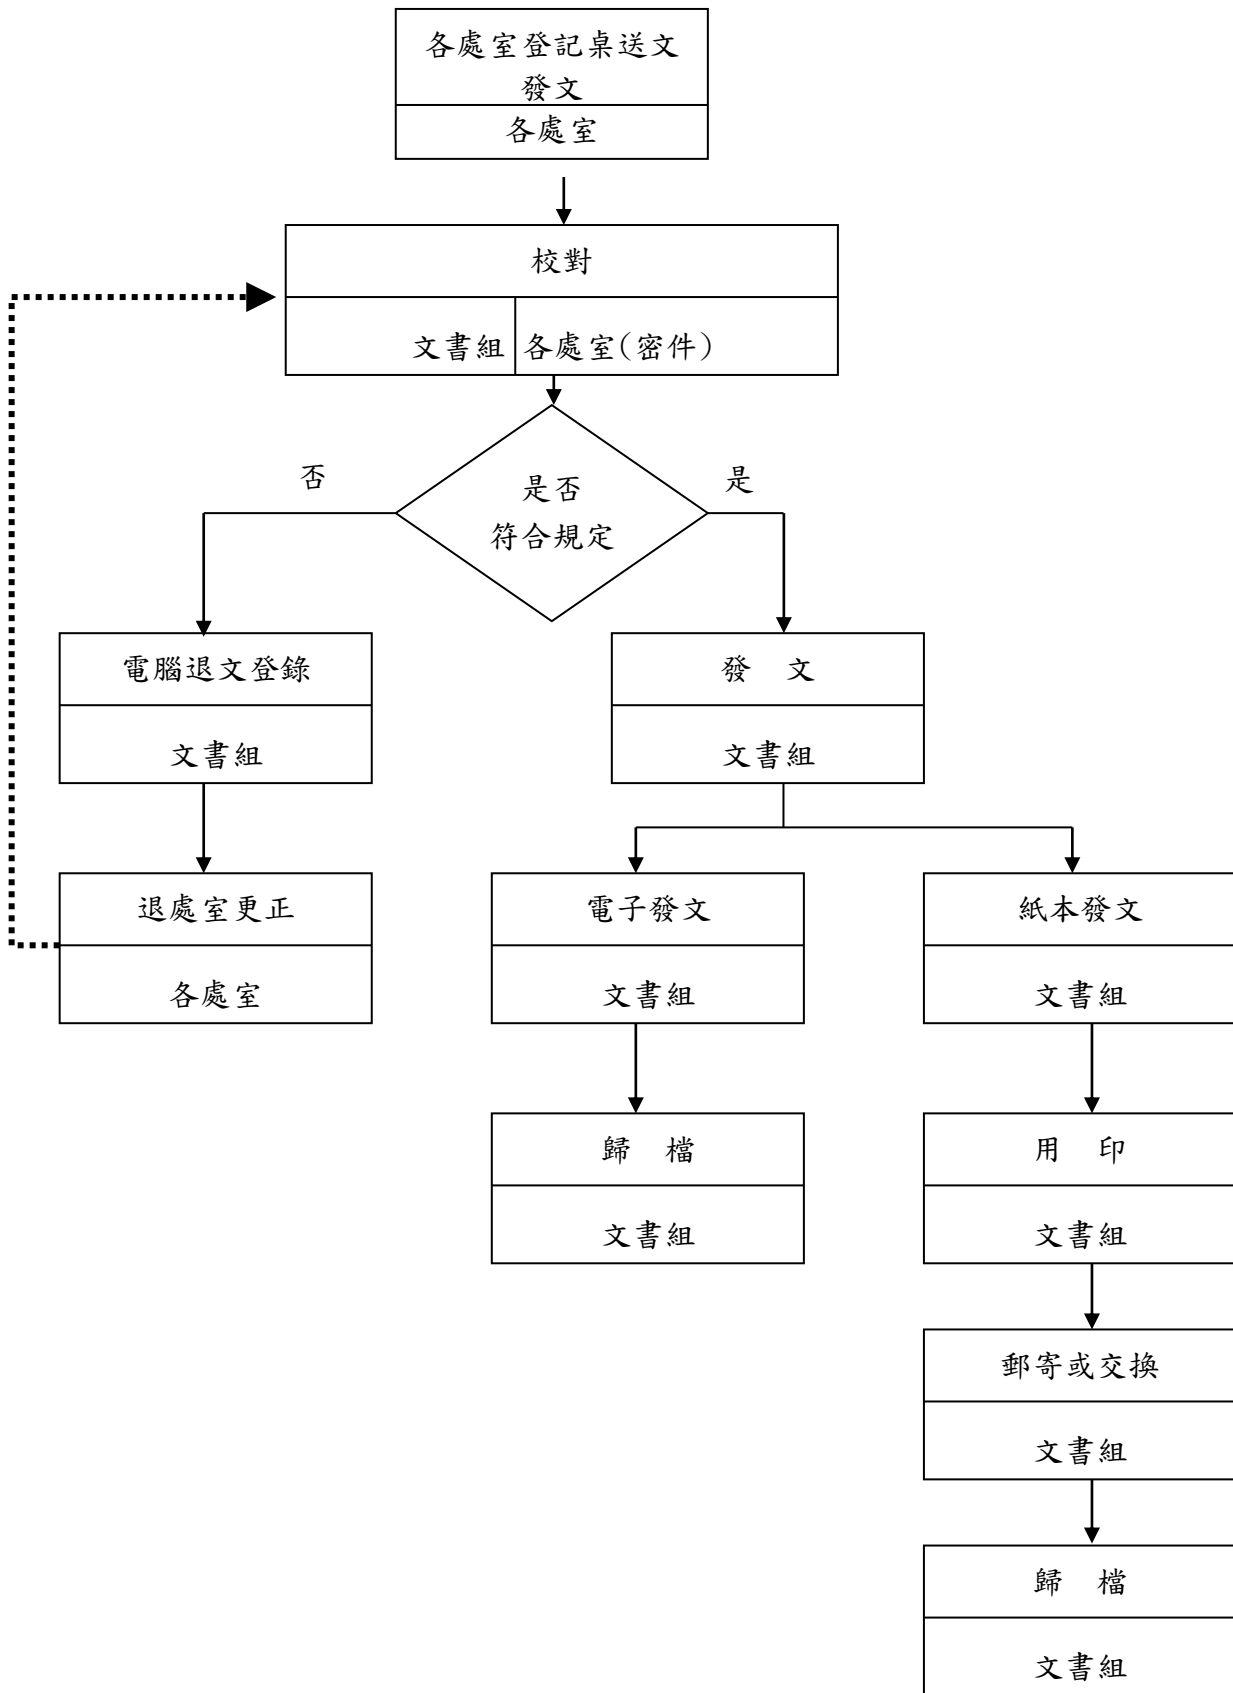 各處室登記桌送文
發文
各處室
校對
文書組
各處室(密件)
否
是
是否
符合規定
電腦退文登錄
文書組
發 文
文書組
退處室更正
各處室
電子發文
文書組
紙本發文
文書組
歸 檔
文書組
用 印
文書組
郵寄或交換
文書組
歸 檔
文書組